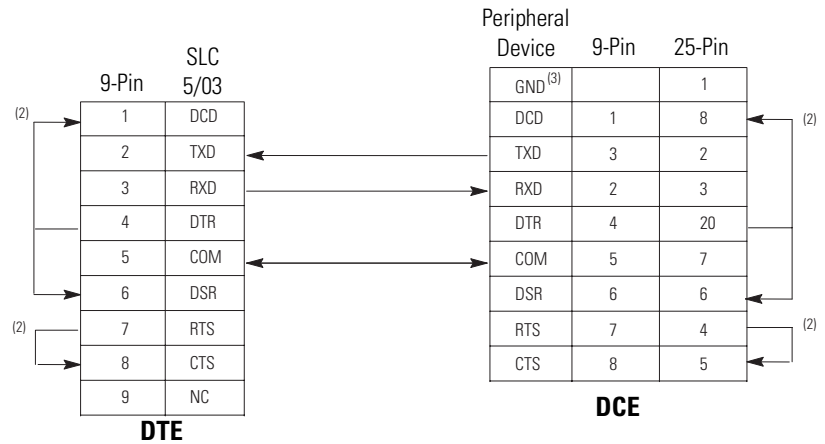 9-Pin SLC 5/03
1 DCD
2 TXD
3 RXD
4 DTR
5 COM
6 DSR
7 RTS
8 CTS
9 NC
(2)
(2)
DTE
Peripheral Device 9-Pin 25-Pin
GND(3) 1
DCD 1 8
TXD 3 2
RXD 2 3
DTR 4 20
COM 5 7
DSR 6 6
RTS 7 4
CTS 8 5
(2)
(2)
DCE